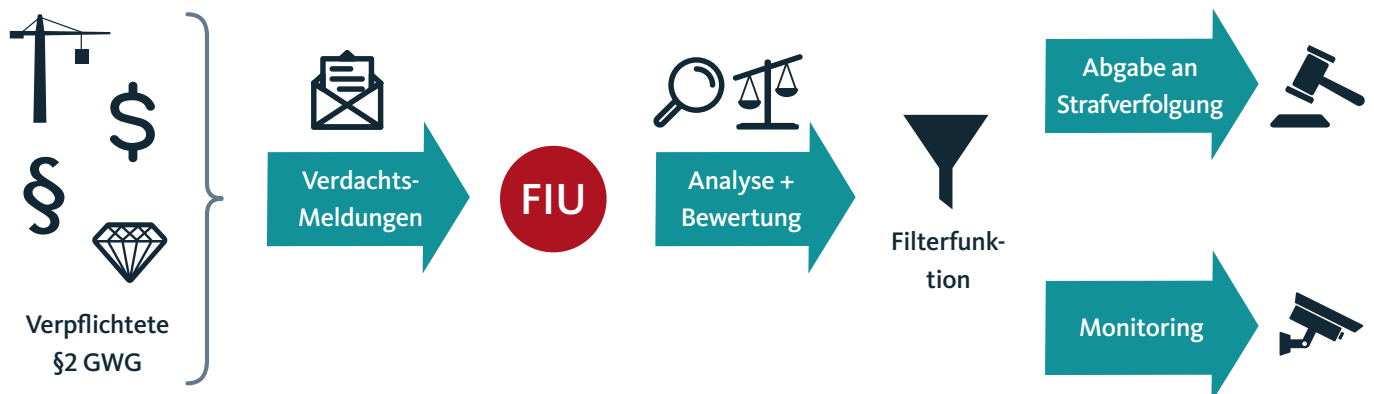 $
§
Verpflichtete
§2 GWG
Verdachts-
Meldungen
FIU
Analyse +
Bewertung
Filterfunk-
tion
Abgabe an
Strafverfolgung
Monitoring